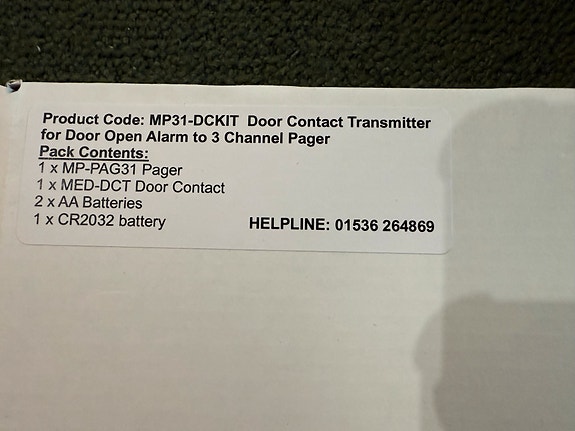 Product Code: MP31-DCKIT Door Contact Transmitter
for Door Open Alarm to 3 Channel Pager
Pack Contents:
1 x MP-PAG31 Pager
1 x MED-DCT Door Contact
2 x AA Batteries
1 x CR2032 battery HELPLINE: 01536 264869